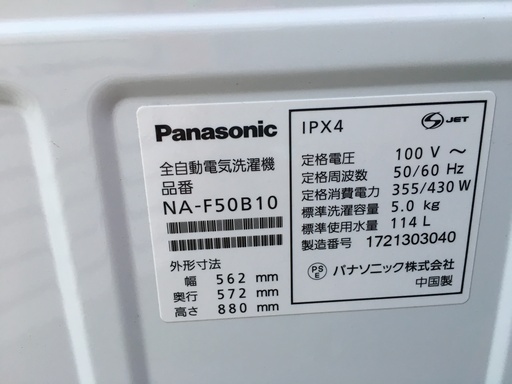 Panasonic
全自動電気洗濯機
品番
NA-F50B10
外形寸法
幅 562 mm
奥行 572 mm
高さ 880 mm
IPX4
S JET
定格電圧 100 V ～
定格周波数 50/60 Hz
定格消費電力 355/430 W
標準洗濯容量 5.0 kg
標準使用水量 114 L
製造番号 1721303040
PS E パナソニック株式会社
中国製